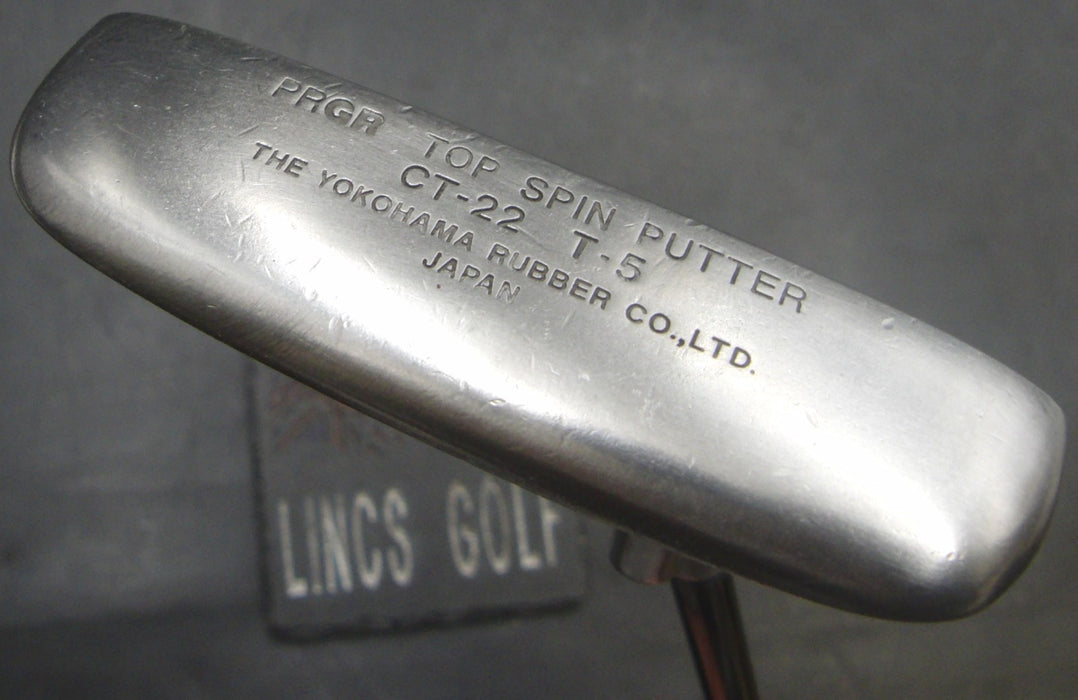 PRGR TOP SPIN PUTTER
CT-22 T-5
THE YOKOHAMA RUBBER CO.,LTD.
JAPAN
LINCS GOLF